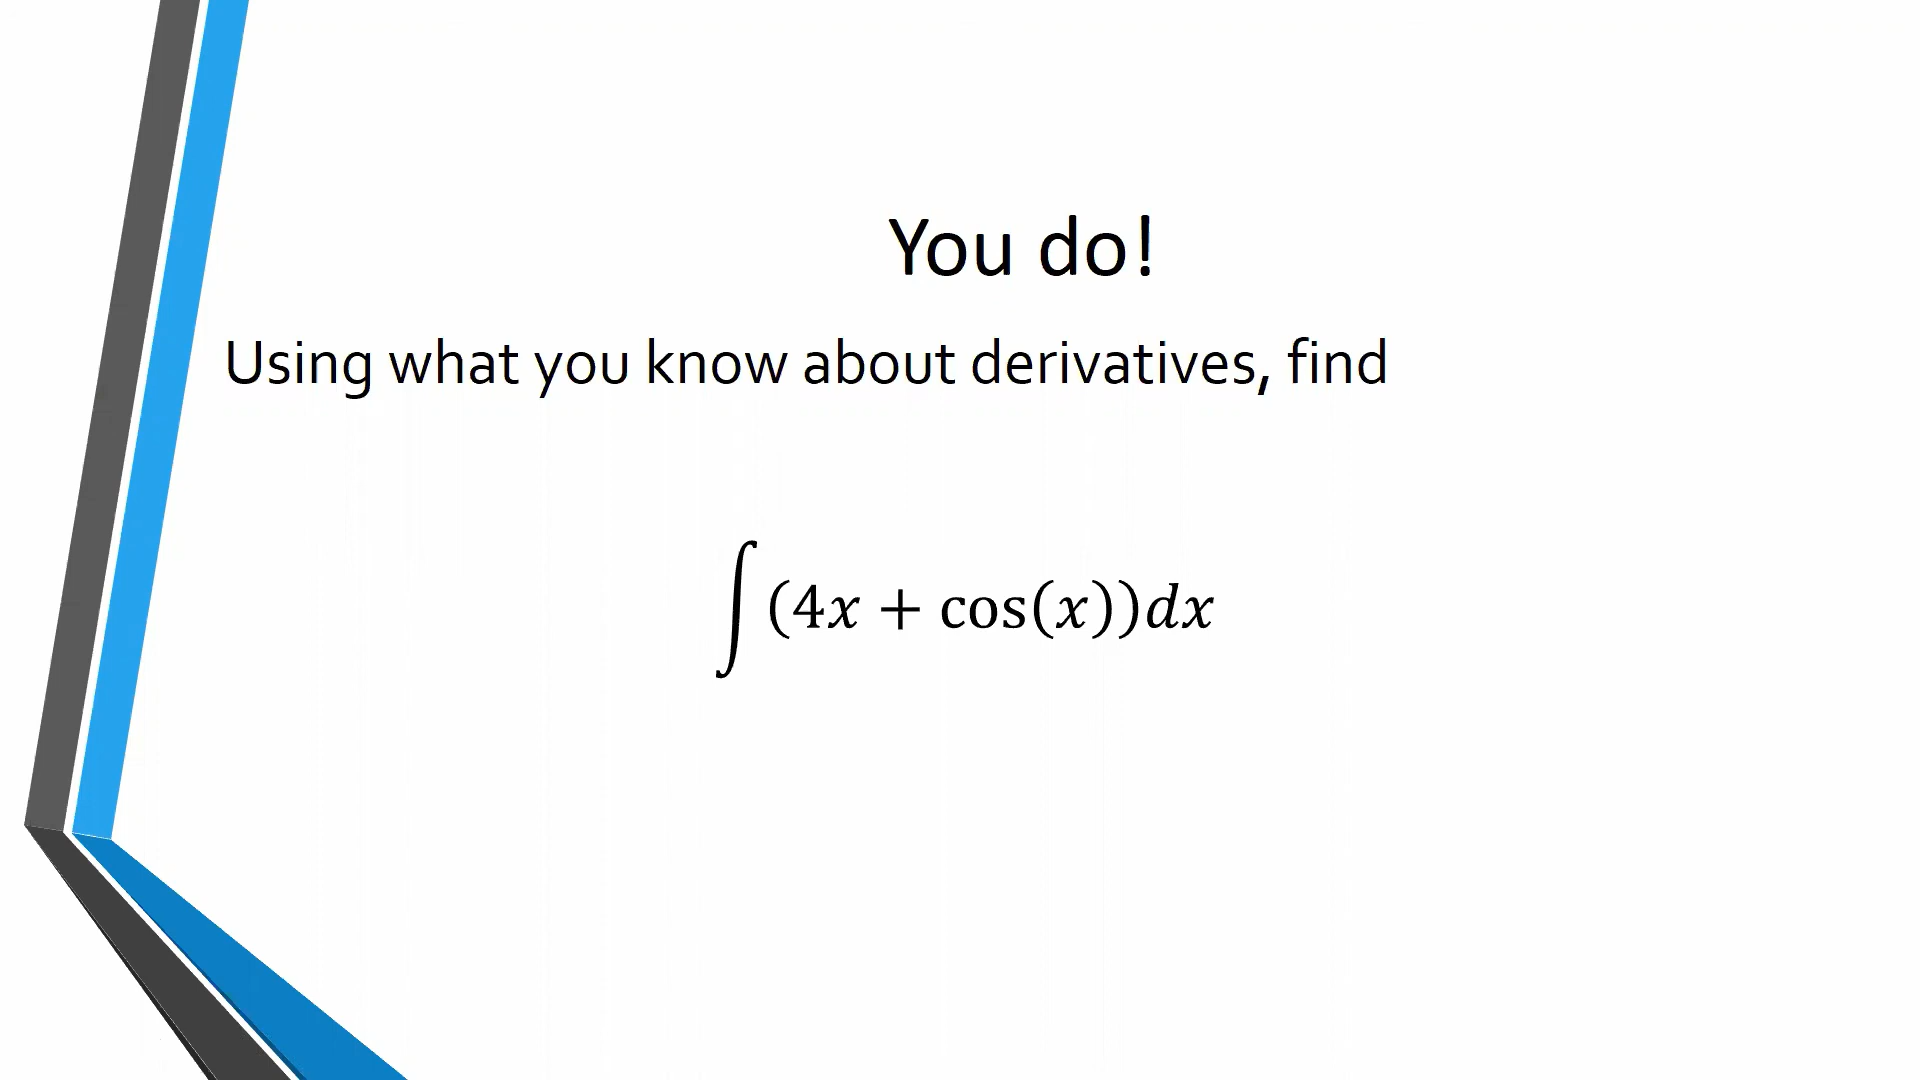 You do!
Using what you know about derivatives, find
∫(4x + cos(x))dx